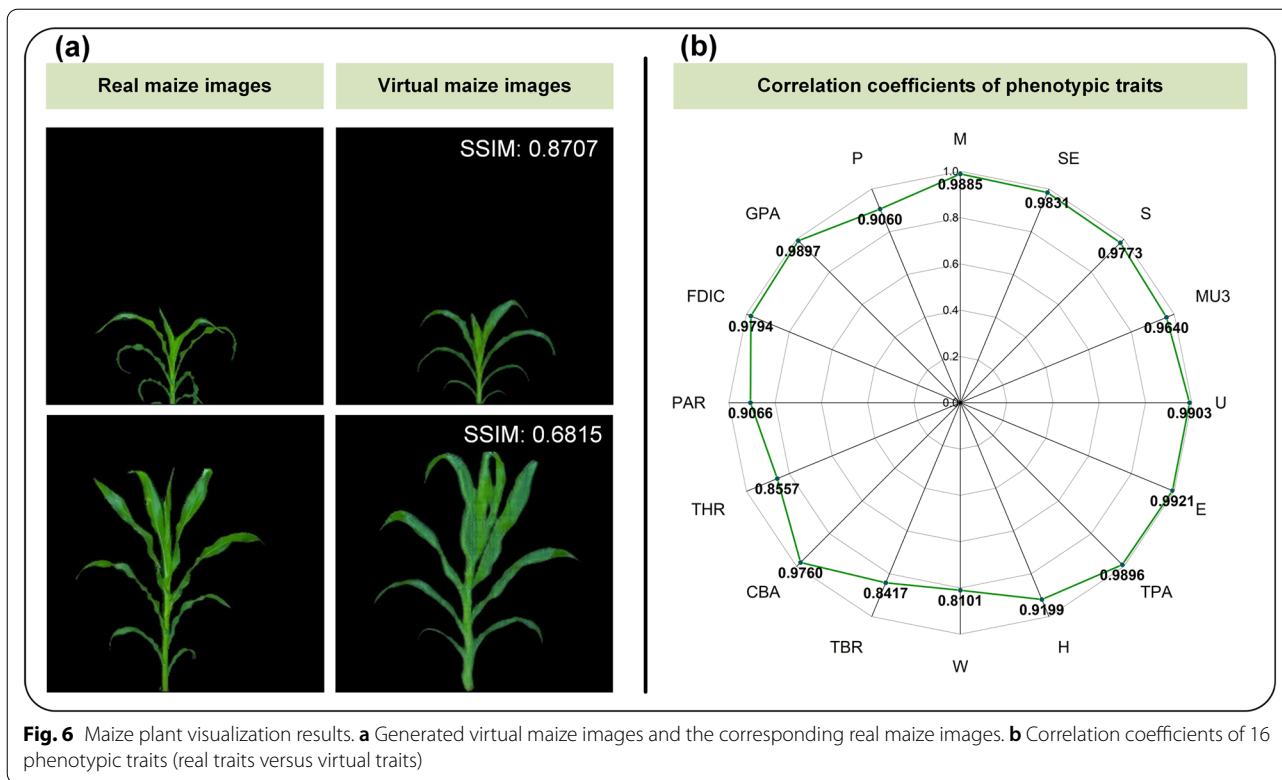 (a)
Real maize images
Virtual maize images
SSIM: 0.8707
SSIM: 0.6815
(b)
Correlation coefficients of phenotypic traits
M
SE
S
MU3
U
E
TPA
H
W
TBR
CBA
THR
PAR
FDIC
GPA
P
1.0
0.8
0.6
0.4
0.2
0.0
0.9885
0.9831
0.9773
0.9640
0.9903
0.9921
0.9896
0.9199
0.8101
0.8417
0.9760
0.8557
0.9066
0.9794
0.9897
0.9060
Fig. 6 Maize plant visualization results. a Generated virtual maize images and the corresponding real maize images. b Correlation coefficients of 16
phenotypic traits (real traits versus virtual traits)